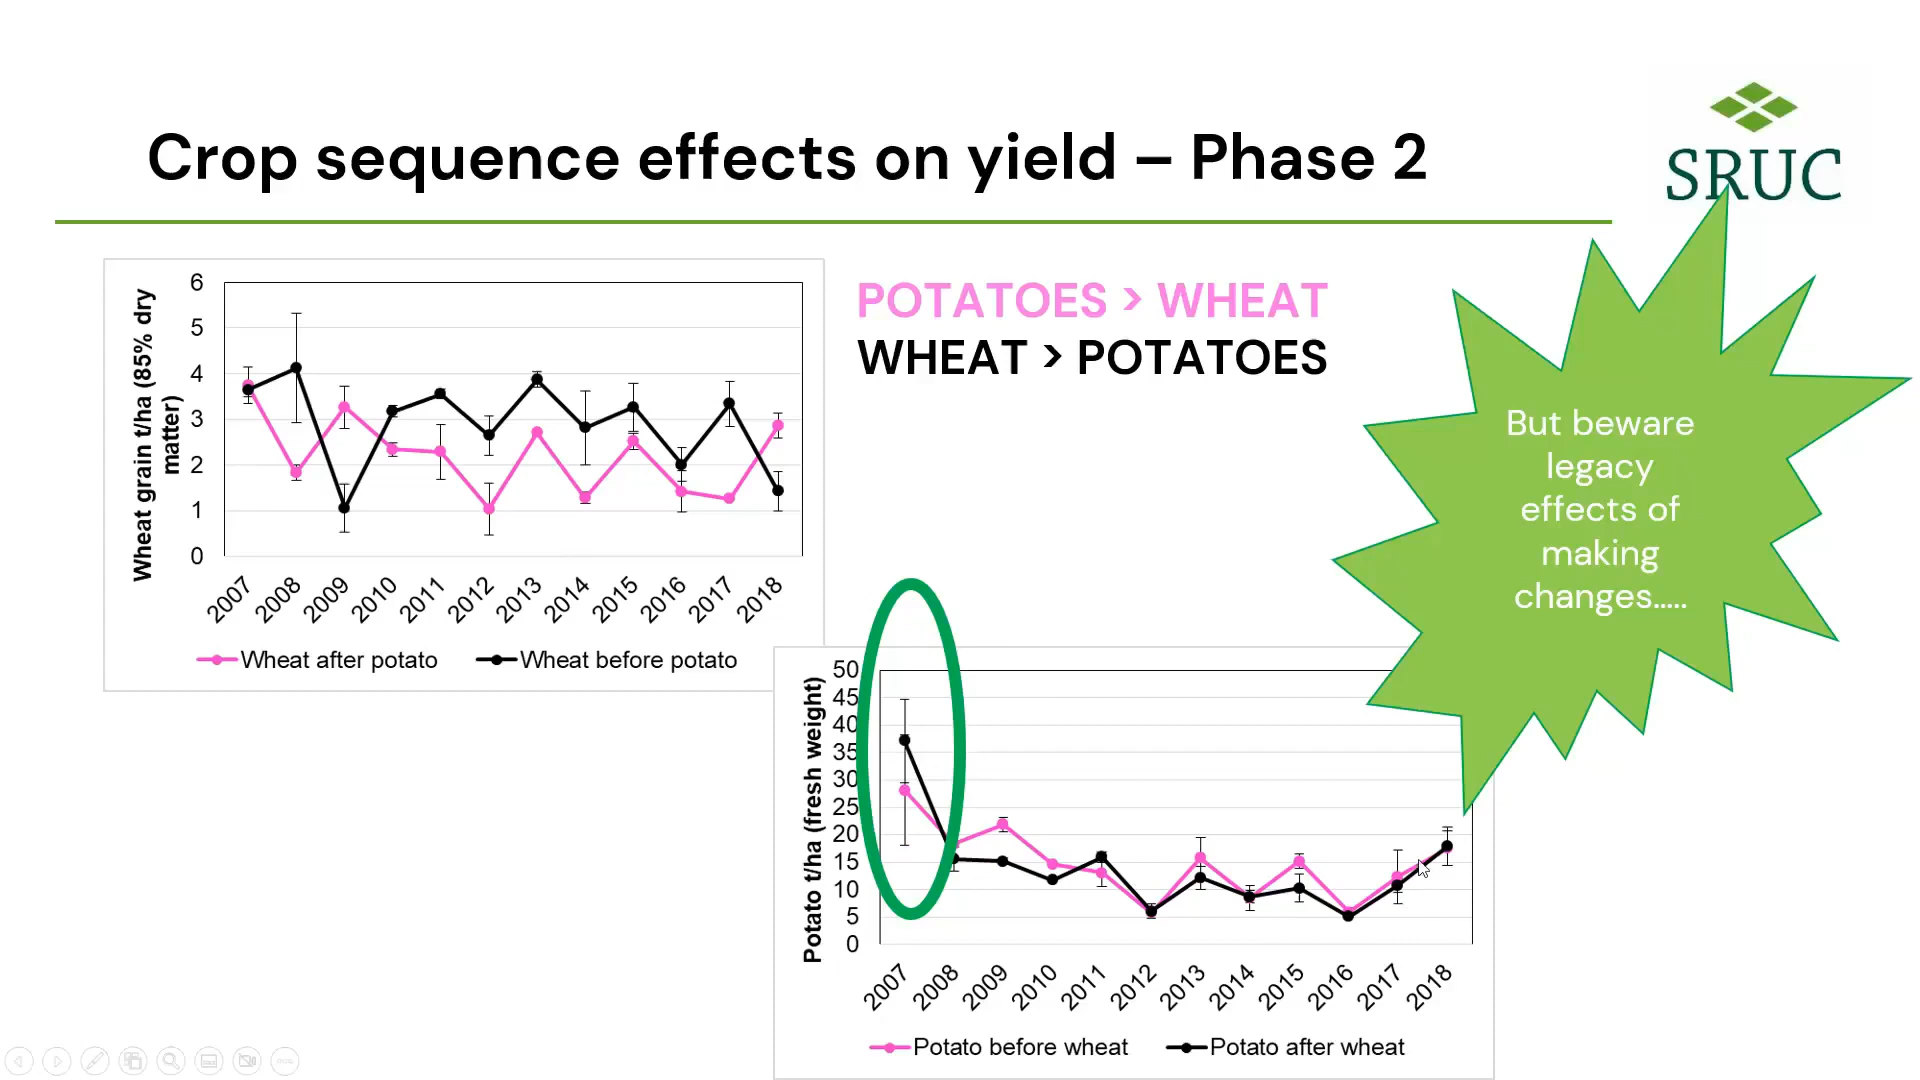 Crop sequence effects on yield – Phase 2
SRUC
POTATOES > WHEAT
WHEAT > POTATOES
But beware
legacy
effects of
making
changes.....
Wheat grain t/ha (85% dry
matter)
6
5
4
3
2
1
0
2007
2008
2009
2010
2011
2012
2013
2014
2015
2016
2017
2018
Wheat after potato
Wheat before potato
Potato t/ha (fresh weight)
50
45
40
35
30
25
20
15
10
5
0
2007
2008
2009
2010
2011
2012
2013
2014
2015
2016
2017
2018
Potato before wheat
Potato after wheat